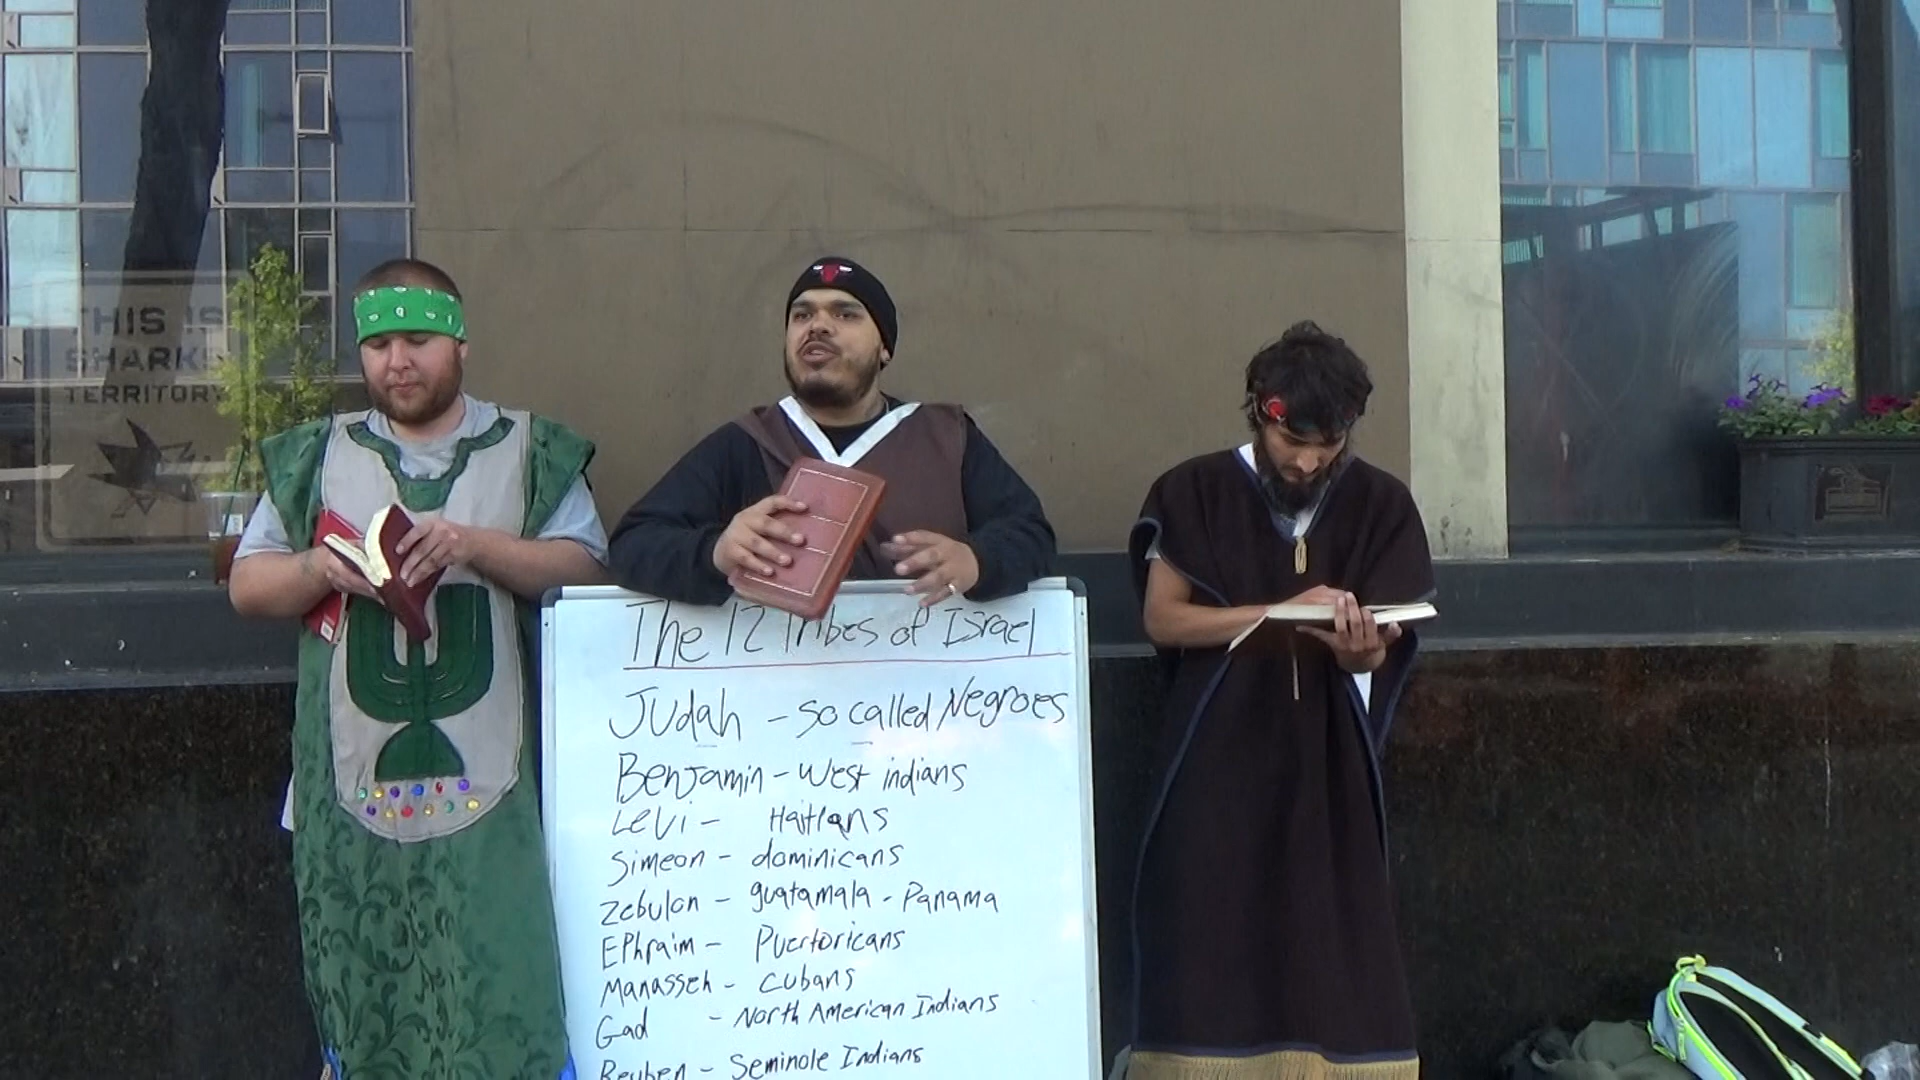 THIS IS
SHARKS
TERRITORY
The 12 Tribes of Israel
Judah - so called Negroes
Benjamin - West indians
Levi - Haitians
Simeon - dominicans
Zebulon - guatamala - Panama
Ephraim - Puertoricans
Manasseh - Cubans
Gad - North American Indians
Reuben - Seminole Indians